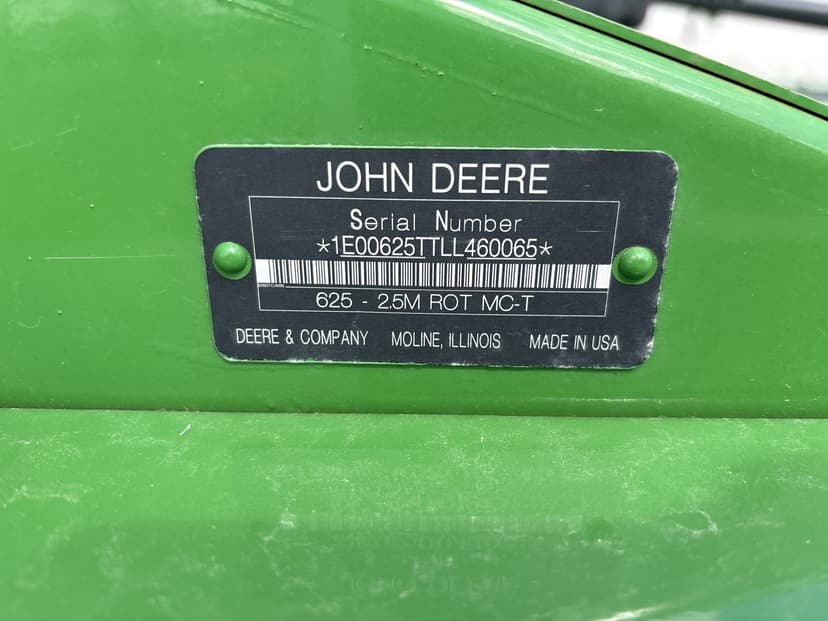 JOHN DEERE
Serial Number
*1E00625TTLL460065*
625 - 2.5M ROT MC-T
DEERE & COMPANY MOLINE, ILLINOIS MADE IN USA